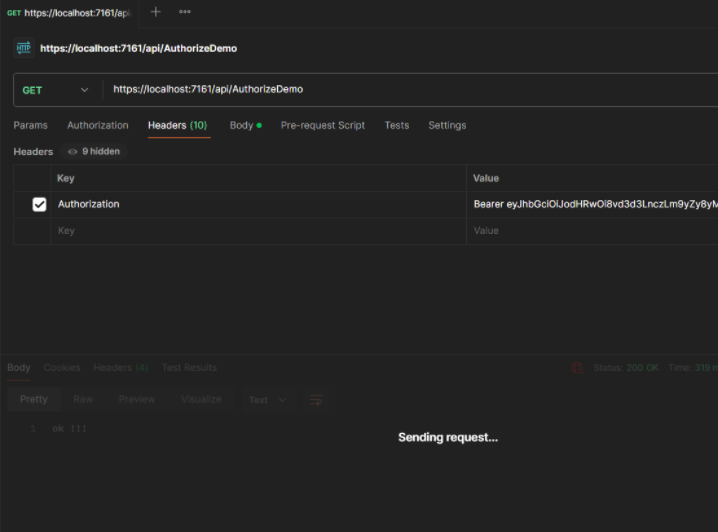 GET https://localhost:7161/api
HTTP https://localhost:7161/api/AuthorizeDemo
GET https://localhost:7161/api/AuthorizeDemo
Params Authorization Headers (10) Body Pre-request Script Tests Settings
Headers 9 hidden
Key Value
Authorization Bearer eyJhbGciOiJodHRwOi8vd3d3LnczLm9yZy8yM
Key Value
Body Cookies Headers (4) Test Results Status: 200 OK Time: 319
Pretty Raw Preview Visualize Text
1 ok !!!
Sending request...